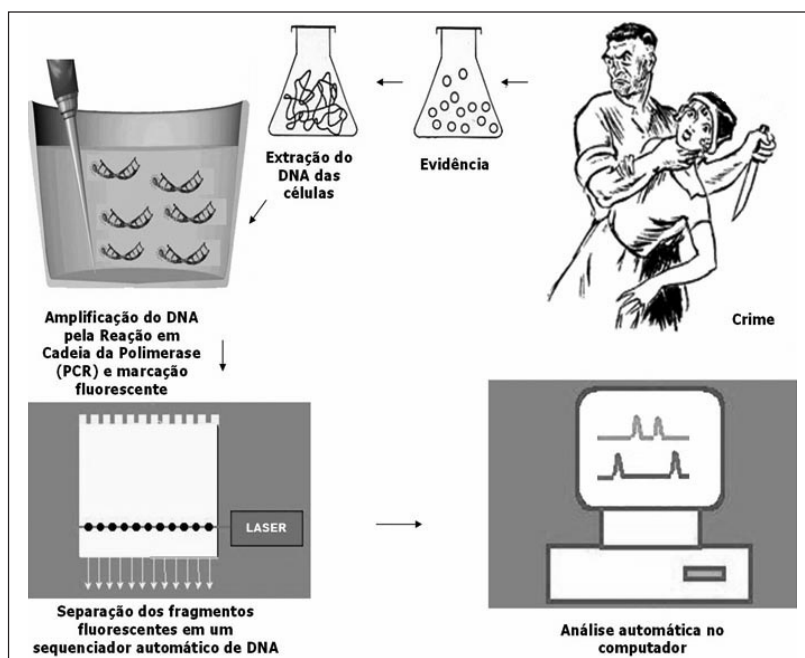 Extração do
DNA das
células
Evidência
Crime
Amplificação do DNA
pela Reação em
Cadeia da Polimerase
(PCR) e marcação
fluorescente
LASER
Separação dos fragmentos
fluorescentes em um
sequenciador automático de DNA
Análise automática no
computador